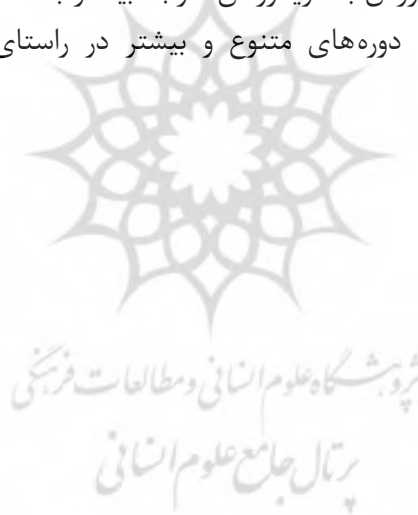 دوره‌های متنوع و بیشتر در راستای
پژوهشگاه علوم انسانی و مطالعات فرهنگی
پرتال جامع علوم انسانی